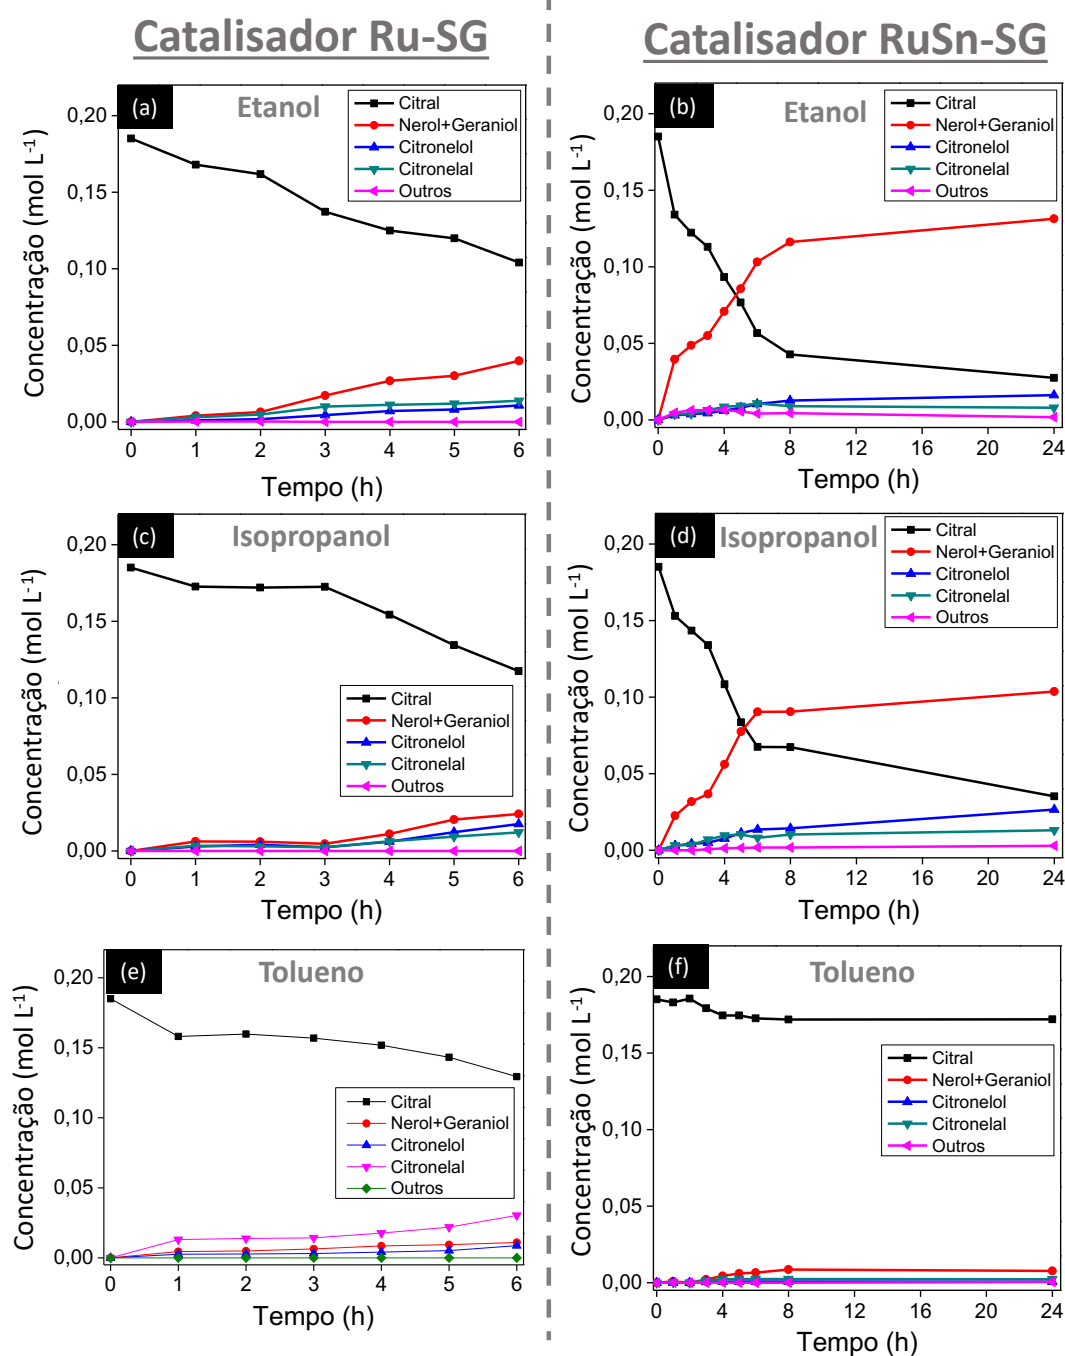 Catalisador Ru-SG
Catalisador RuSn-SG
(a)
Etanol
Citral
Nerol+Geraniol
Citronelol
Citronelal
Outros
0,20
0,15
0,10
0,05
0,00
Concentração (mol L⁻¹)
0 1 2 3 4 5 6
Tempo (h)
(b)
Etanol
Citral
Nerol+Geraniol
Citronelol
Citronelal
Outros
0,20
0,15
0,10
0,05
0,00
Concentração (mol L⁻¹)
0 4 8 12 16 20 24
Tempo (h)
(c)
Isopropanol
Citral
Nerol+Geraniol
Citronelol
Citronelal
Outros
0,20
0,15
0,10
0,05
0,00
Concentração (mol L⁻¹)
0 1 2 3 4 5 6
Tempo (h)
(d)
Isopropanol
Citral
Nerol+Geraniol
Citronelol
Citronelal
Outros
0,20
0,15
0,10
0,05
0,00
Concentração (mol L⁻¹)
0 4 8 12 16 20 24
Tempo (h)
(e)
Tolueno
Citral
Nerol+Geraniol
Citronelol
Citronelal
Outros
0,20
0,15
0,10
0,05
0,00
Concentração (mol L⁻¹)
0 1 2 3 4 5 6
Tempo (h)
(f)
Tolueno
Citral
Nerol+Geraniol
Citronelol
Citronelal
Outros
0,20
0,15
0,10
0,05
0,00
Concentração (mol L⁻¹)
0 4 8 12 16 20 24
Tempo (h)